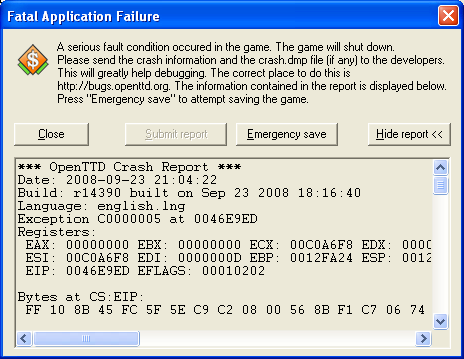 Fatal Application Failure
A serious fault condition occured in the game. The game will shut down.
Please send the crash information and the crash.dmp file (if any) to the developers.
This will greatly help debugging. The correct place to do this is
http://bugs.openttd.org. The information contained in the report is displayed below.
Press "Emergency save" to attempt saving the game.
Close Submit report Emergency save Hide report <<
*** OpenTTD Crash Report ***
Date: 2008-09-23 21:04:22
Build: r14390 built on Sep 23 2008 18:16:40
Language: english.lng
Exception C0000005 at 0046E9ED
Registers:
EAX: 00000000 EBX: 00000000 ECX: 00C0A6F8 EDX: 0000
ESI: 00C0A6F8 EDI: 0000000D EBP: 0012FA24 ESP: 0012
EIP: 0046E9ED EFLAGS: 00010202
Bytes at CS:EIP:
FF 10 8B 45 FC 5F 5E C9 C2 08 00 56 8B F1 C7 06 74